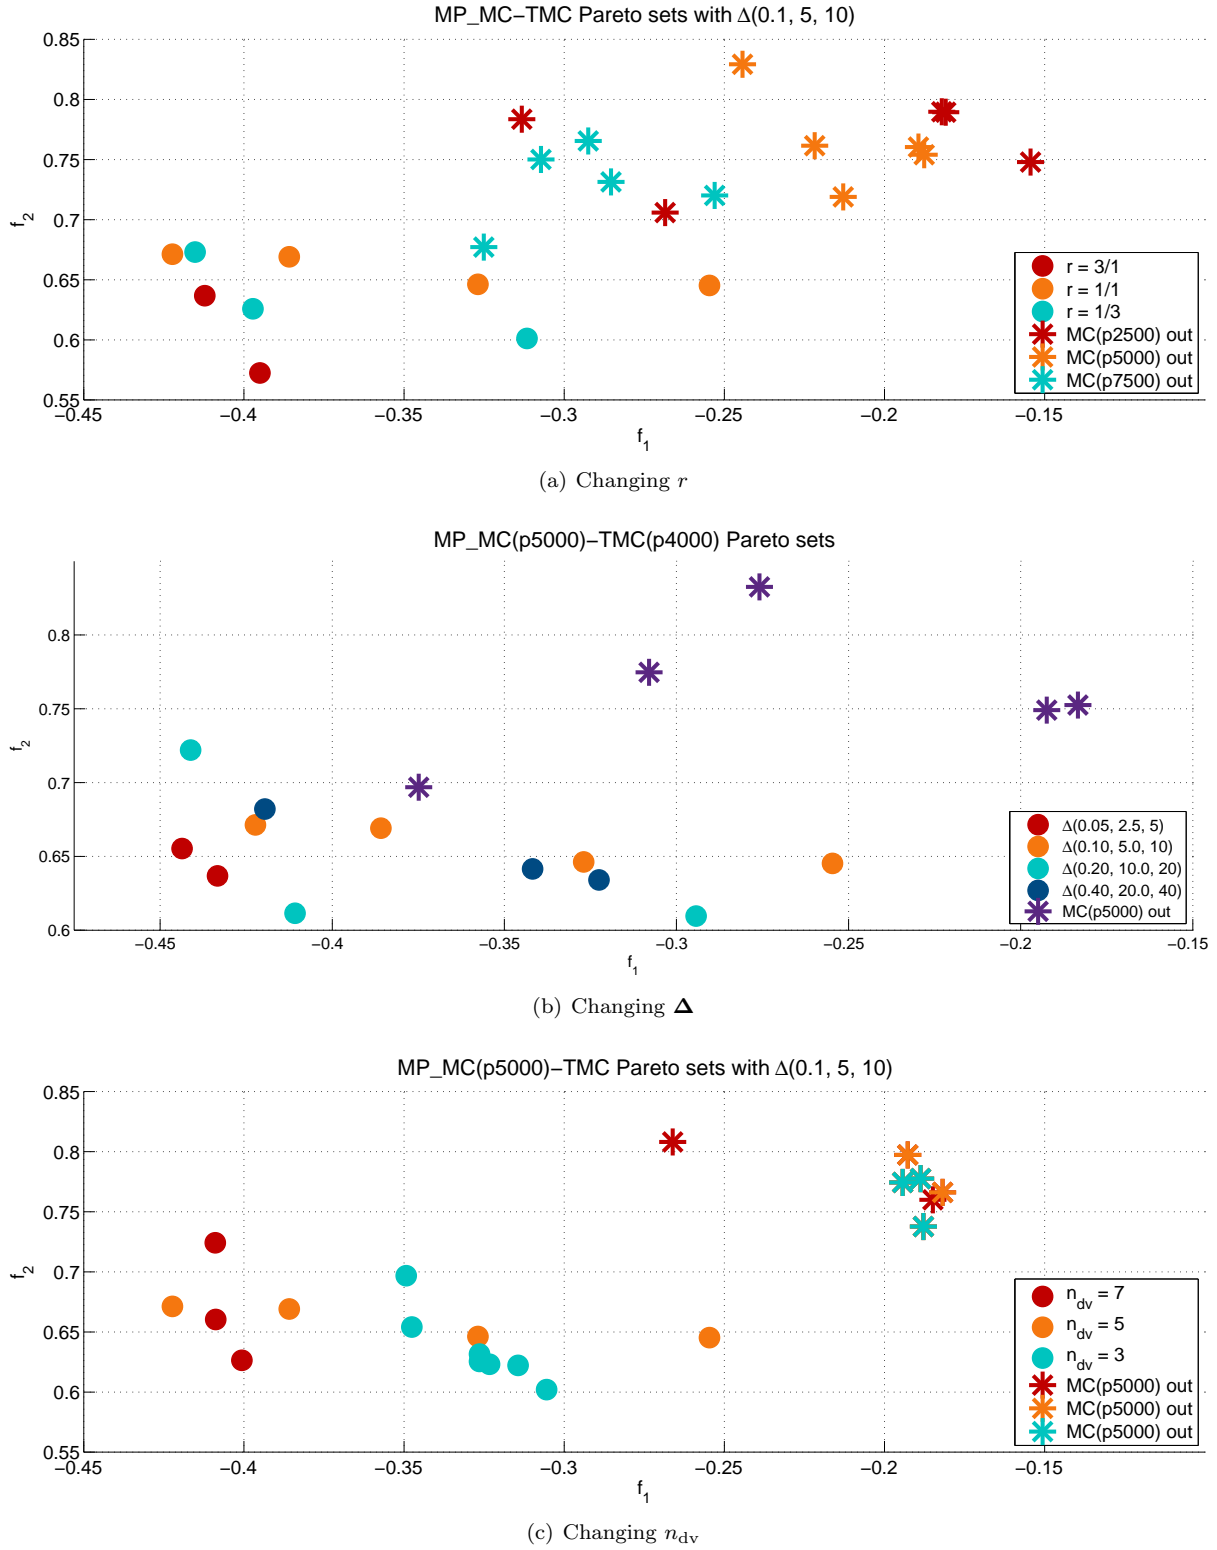 MP_MC−TMC Pareto sets with Δ(0.1, 5, 10)
0.85
0.8
0.75
0.7
0.65
0.6
0.55
f2
−0.45 −0.4 −0.35 −0.3 −0.25 −0.2 −0.15
f1
r = 3/1
r = 1/1
r = 1/3
MC(p2500) out
MC(p5000) out
MC(p7500) out
(a) Changing r
MP_MC(p5000)−TMC(p4000) Pareto sets
0.8
0.75
0.7
0.65
0.6
f2
−0.45 −0.4 −0.35 −0.3 −0.25 −0.2 −0.15
f1
Δ(0.05, 2.5, 5)
Δ(0.10, 5.0, 10)
Δ(0.20, 10.0, 20)
Δ(0.40, 20.0, 40)
MC(p5000) out
(b) Changing Δ
MP_MC(p5000)−TMC Pareto sets with Δ(0.1, 5, 10)
0.85
0.8
0.75
0.7
0.65
0.6
0.55
f2
−0.45 −0.4 −0.35 −0.3 −0.25 −0.2 −0.15
f1
ndv = 7
ndv = 5
ndv = 3
MC(p5000) out
MC(p5000) out
MC(p5000) out
(c) Changing ndv